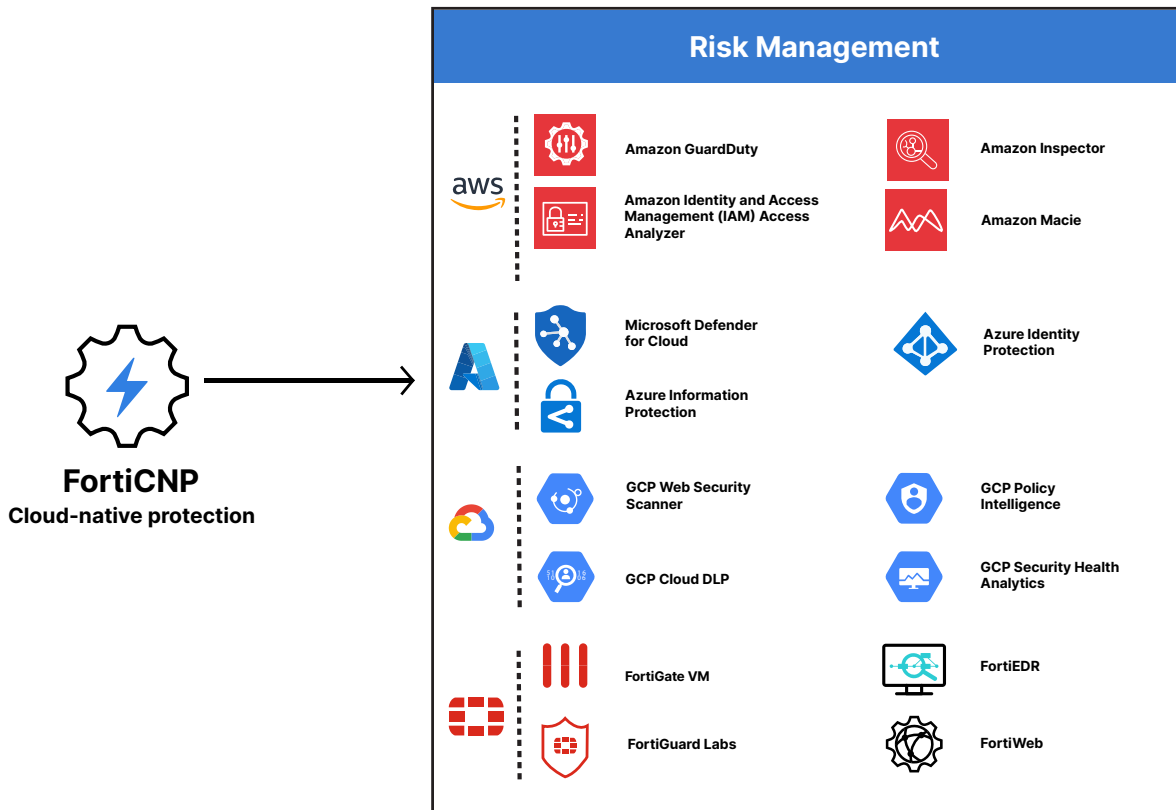 Risk Management
aws
Amazon GuardDuty
Amazon Inspector
Amazon Identity and Access
Management (IAM) Access
Analyzer
Amazon Macie
Microsoft Defender
for Cloud
Azure Identity
Protection
Azure Information
Protection
FortiCNP
Cloud-native protection
GCP Web Security
Scanner
GCP Policy
Intelligence
GCP Cloud DLP
GCP Security Health
Analytics
FortiGate VM
FortiEDR
FortiGuard Labs
FortiWeb